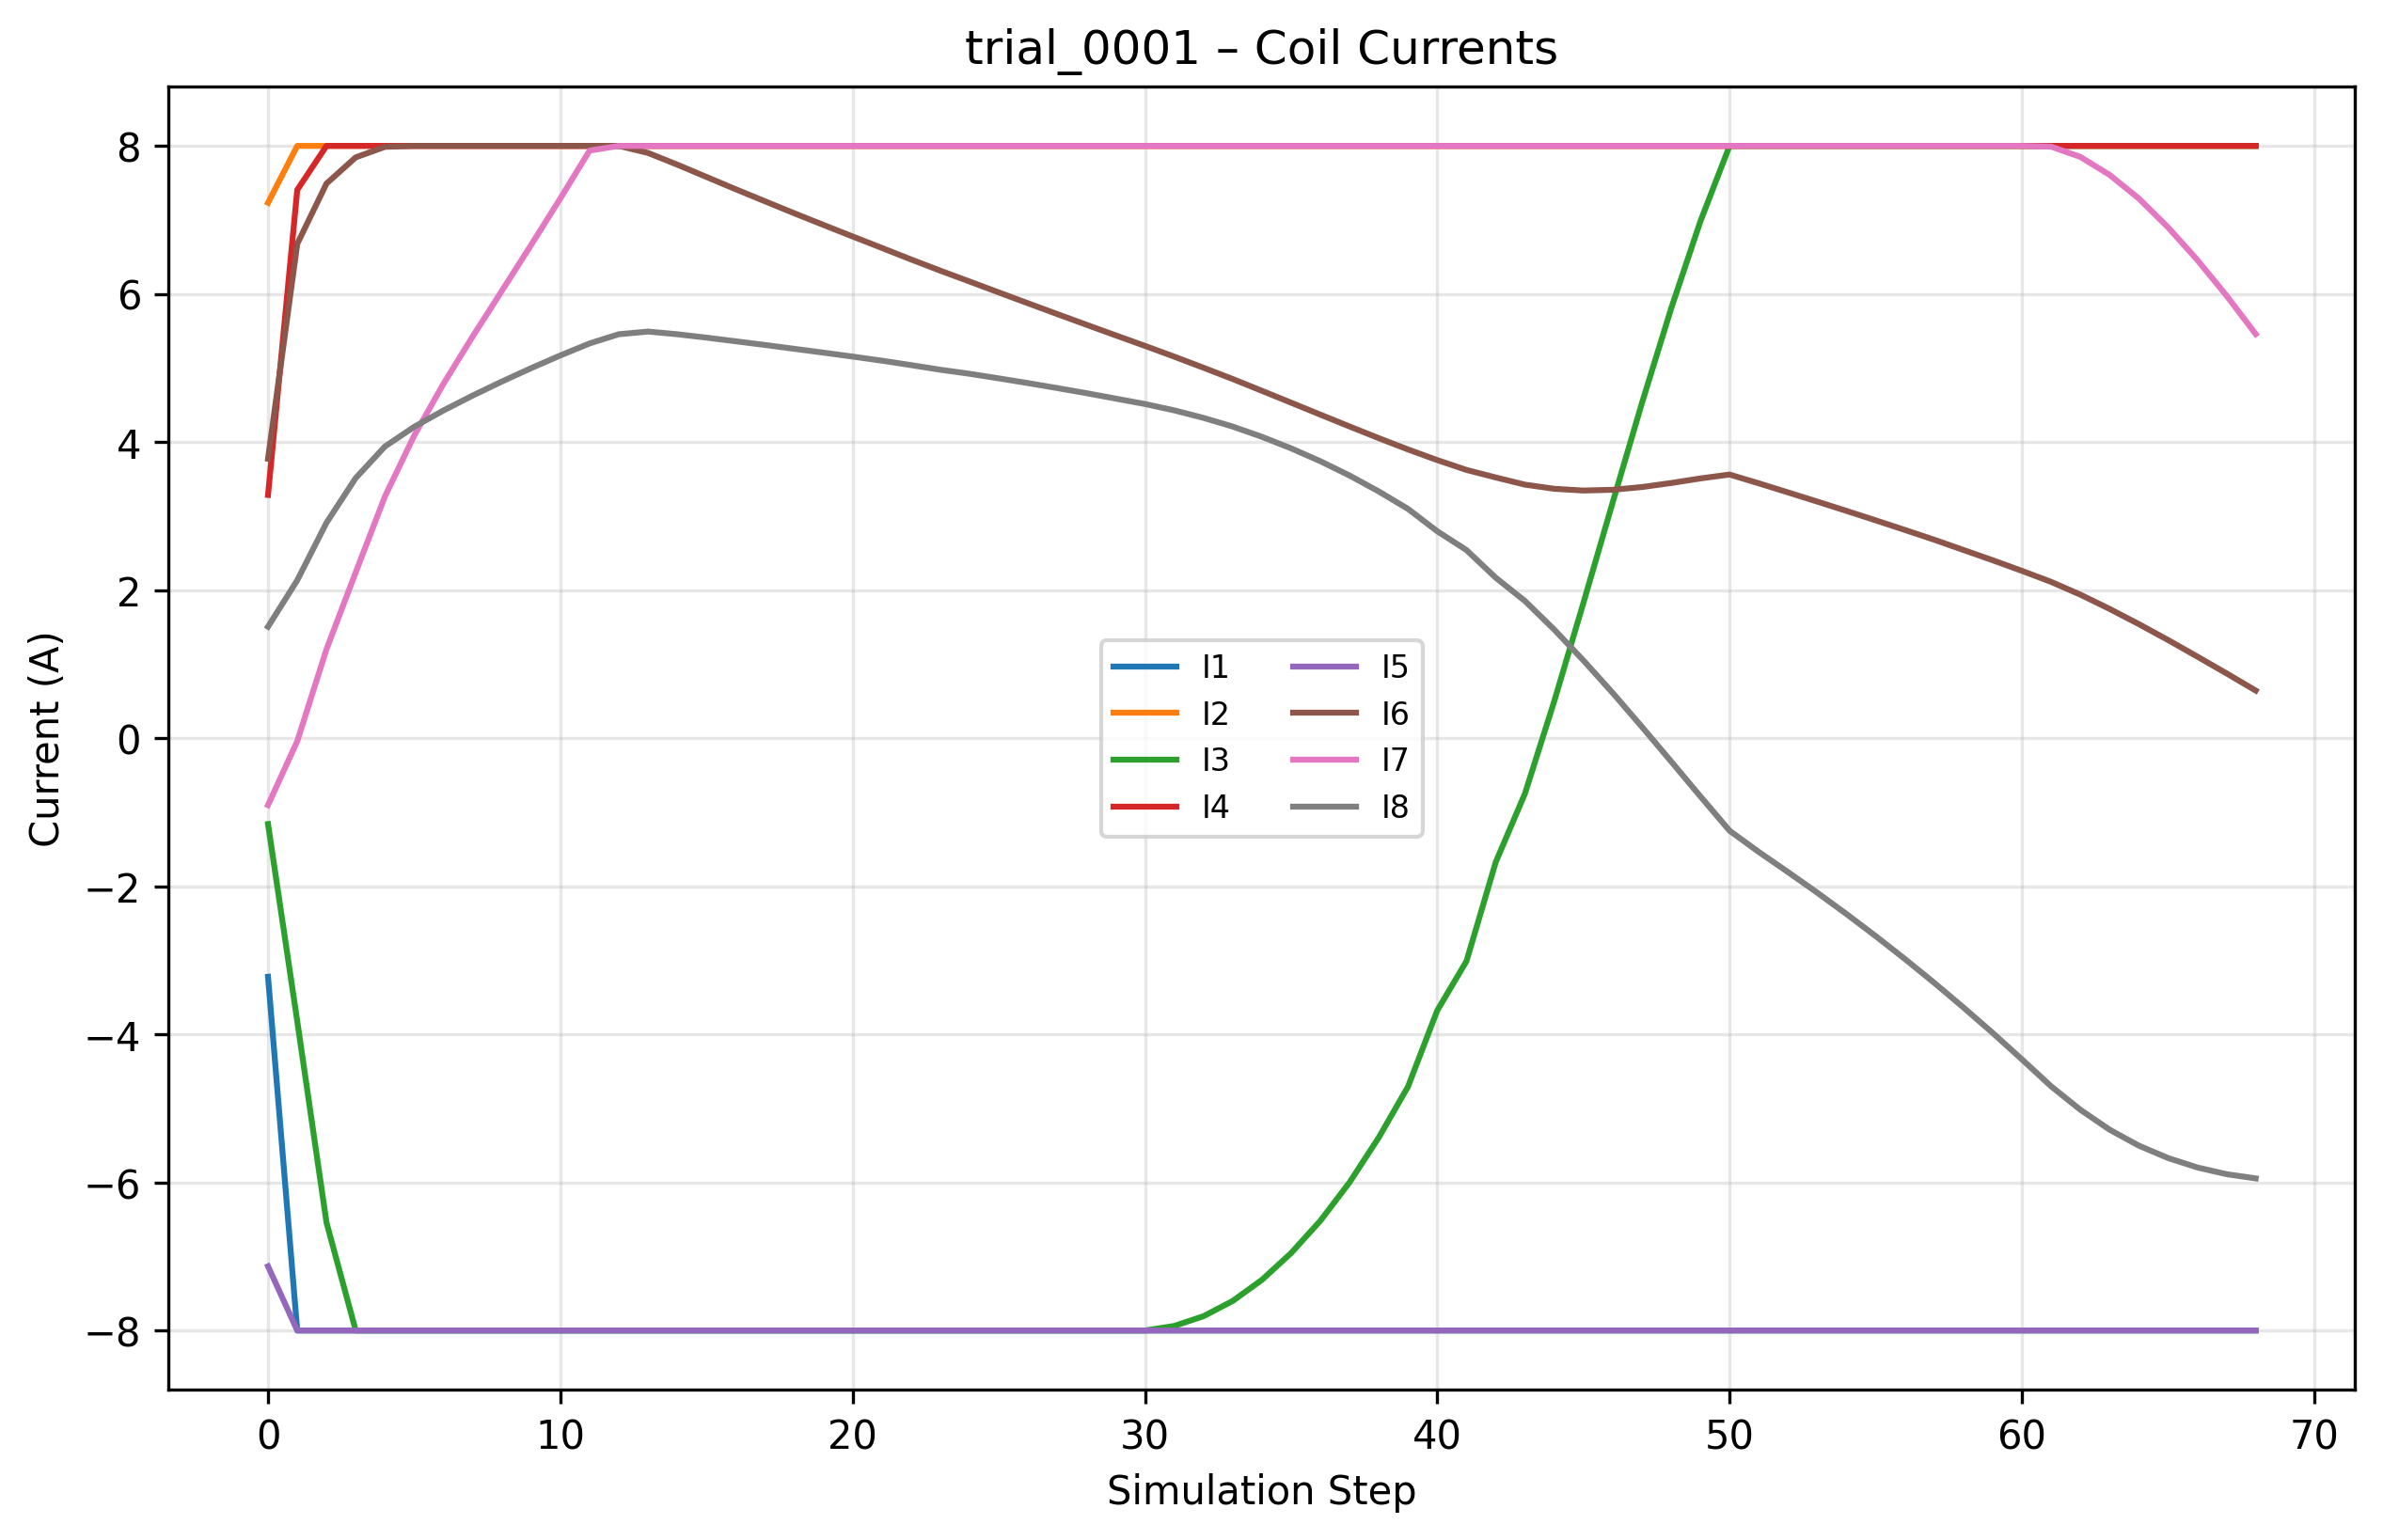 trial_0001 – Coil Currents
Current (A)
8
6
4
2
0
−2
−4
−6
−8
I1
I2
I3
I4
I5
I6
I7
I8
0 10 20 30 40 50 60 70
Simulation Step